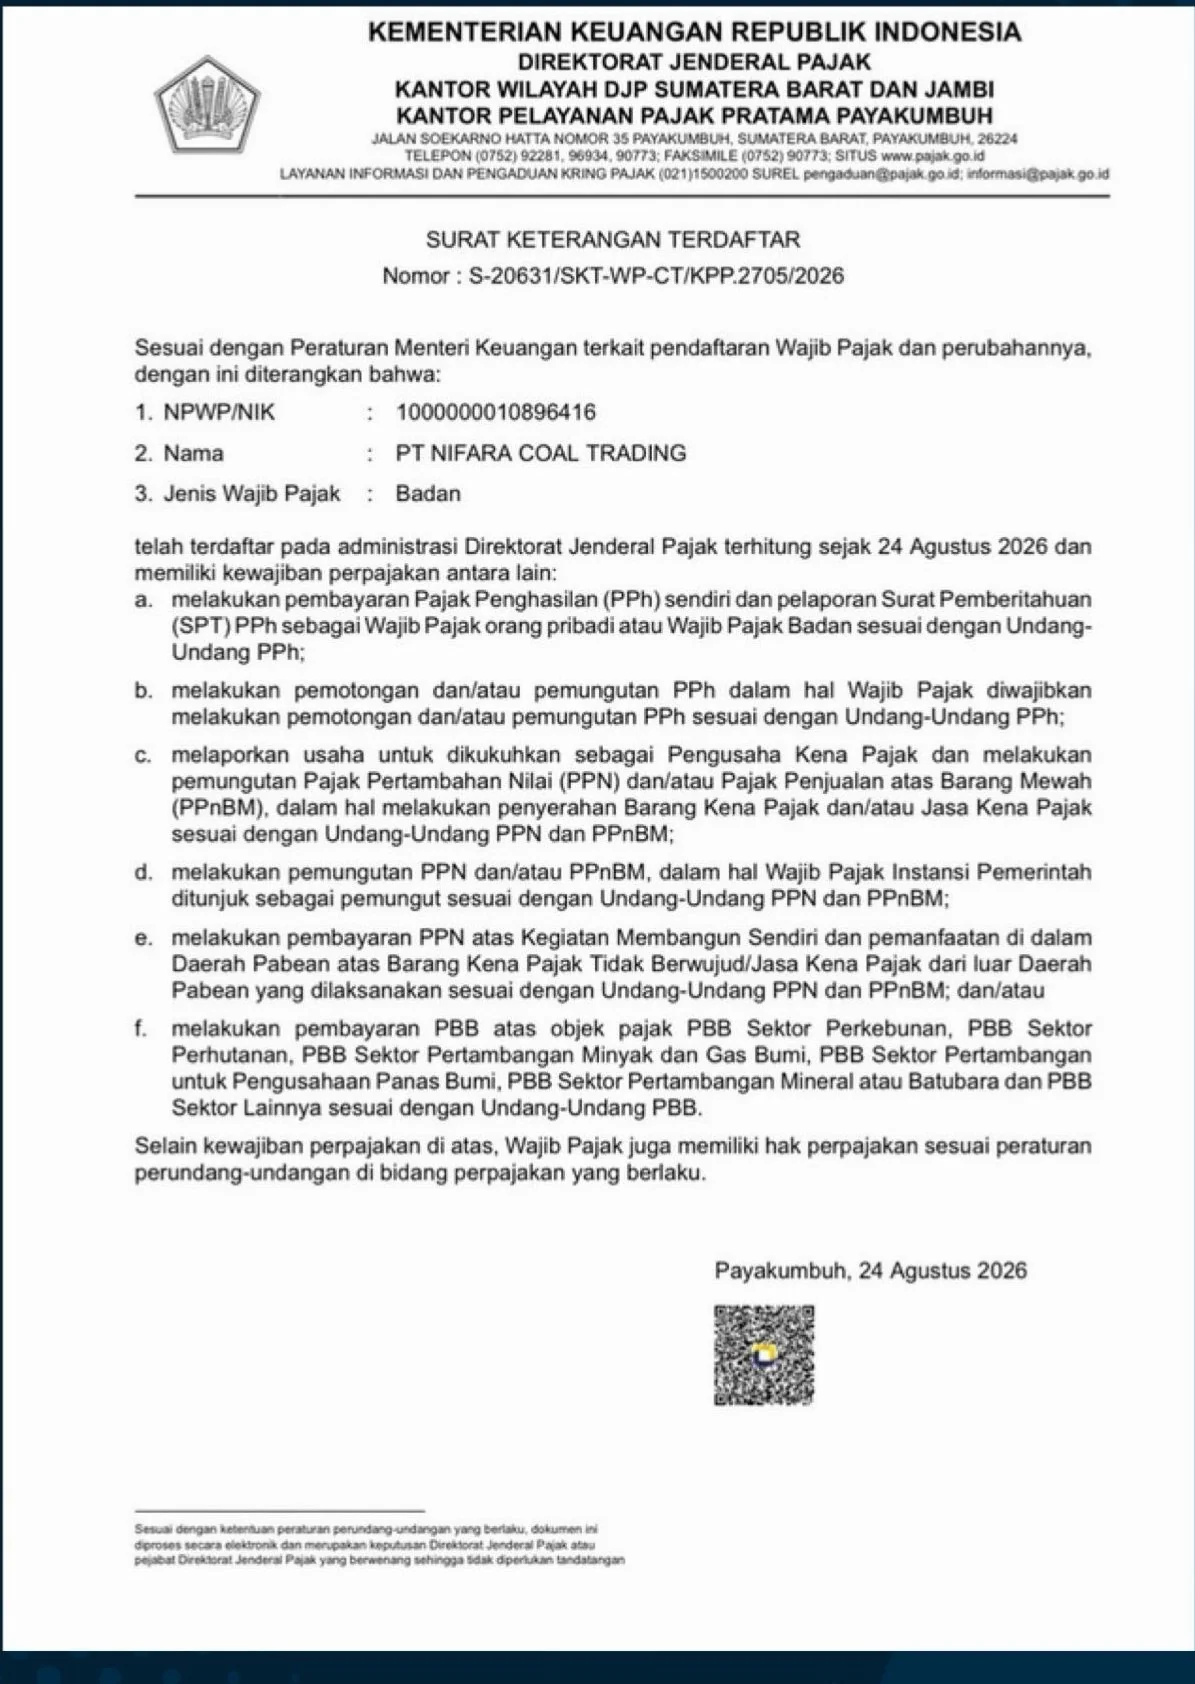 KEMENTERIAN KEUANGAN REPUBLIK INDONESIA
DIREKTORAT JENDERAL PAJAK
KANTOR WILAYAH DJP SUMATERA BARAT DAN JAMBI
KANTOR PELAYANAN PAJAK PRATAMA PAYAKUMBUH
JALAN SOEKARNO HATTA NOMOR 35 PAYAKUMBUH, SUMATERA BARAT, PAYAKUMBUH, 26224
TELEPON (0752) 92281, 96934, 90773; FAKSIMILE (0752) 90773; SITUS www.pajak.go.id
LAYANAN INFORMASI DAN PENGADUAN KRING PAJAK (021)1500200 SUREL pengaduan@pajak.go.id; informasi@pajak.go.id
SURAT KETERANGAN TERDAFTAR
Nomor : S-20631/SKT-WP-CT/KPP.2705/2026
Sesuai dengan Peraturan Menteri Keuangan terkait pendaftaran Wajib Pajak dan perubahannya,
dengan ini diterangkan bahwa:
1. NPWP/NIK : 1000000010896416
2. Nama : PT NIFARA COAL TRADING
3. Jenis Wajib Pajak : Badan
telah terdaftar pada administrasi Direktorat Jenderal Pajak terhitung sejak 24 Agustus 2026 dan
memiliki kewajiban perpajakan antara lain:
a. melakukan pembayaran Pajak Penghasilan (PPh) sendiri dan pelaporan Surat Pemberitahuan
(SPT) PPh sebagai Wajib Pajak orang pribadi atau Wajib Pajak Badan sesuai dengan Undang-
Undang PPh;
b. melakukan pemotongan dan/atau pemungutan PPh dalam hal Wajib Pajak diwajibkan
melakukan pemotongan dan/atau pemungutan PPh sesuai dengan Undang-Undang PPh;
c. melaporkan usaha untuk dikukuhkan sebagai Pengusaha Kena Pajak dan melakukan
pemungutan Pajak Pertambahan Nilai (PPN) dan/atau Pajak Penjualan atas Barang Mewah
(PPnBM), dalam hal melakukan penyerahan Barang Kena Pajak dan/atau Jasa Kena Pajak
sesuai dengan Undang-Undang PPN dan PPnBM;
d. melakukan pemungutan PPN dan/atau PPnBM, dalam hal Wajib Pajak Instansi Pemerintah
ditunjuk sebagai pemungut sesuai dengan Undang-Undang PPN dan PPnBM;
e. melakukan pembayaran PPN atas Kegiatan Membangun Sendiri dan pemanfaatan di dalam
Daerah Pabean atas Barang Kena Pajak Tidak Berwujud/Jasa Kena Pajak dari luar Daerah
Pabean yang dilaksanakan sesuai dengan Undang-Undang PPN dan PPnBM; dan/atau
f. melakukan pembayaran PBB atas objek pajak PBB Sektor Perkebunan, PBB Sektor
Perhutanan, PBB Sektor Pertambangan Minyak dan Gas Bumi, PBB Sektor Pertambangan
untuk Pengusahaan Panas Bumi, PBB Sektor Pertambangan Mineral atau Batubara dan PBB
Sektor Lainnya sesuai dengan Undang-Undang PBB.
Selain kewajiban perpajakan di atas, Wajib Pajak juga memiliki hak perpajakan sesuai peraturan
perundang-undangan di bidang perpajakan yang berlaku.
Payakumbuh, 24 Agustus 2026
Sesuai dengan ketentuan peraturan perundang-undangan yang berlaku, dokumen ini
diproses secara elektronik dan merupakan keputusan Direktorat Jenderal Pajak atau
pejabat Direktorat Jenderal Pajak yang berwenang sehingga tidak diperlukan tandatangan